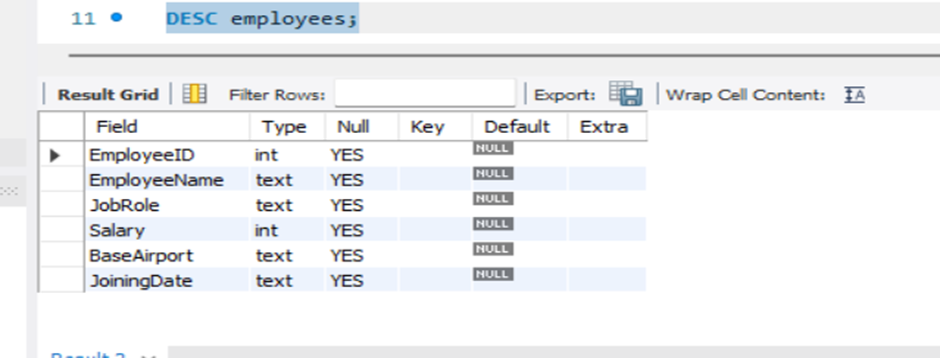 11 DESC employees;
Result Grid Filter Rows: Export: Wrap Cell Content: IA
Field Type Null Key Default Extra
EmployeeID int YES NULL
EmployeeName text YES NULL
JobRole text YES NULL
Salary int YES NULL
BaseAirport text YES NULL
JoiningDate text YES NULL